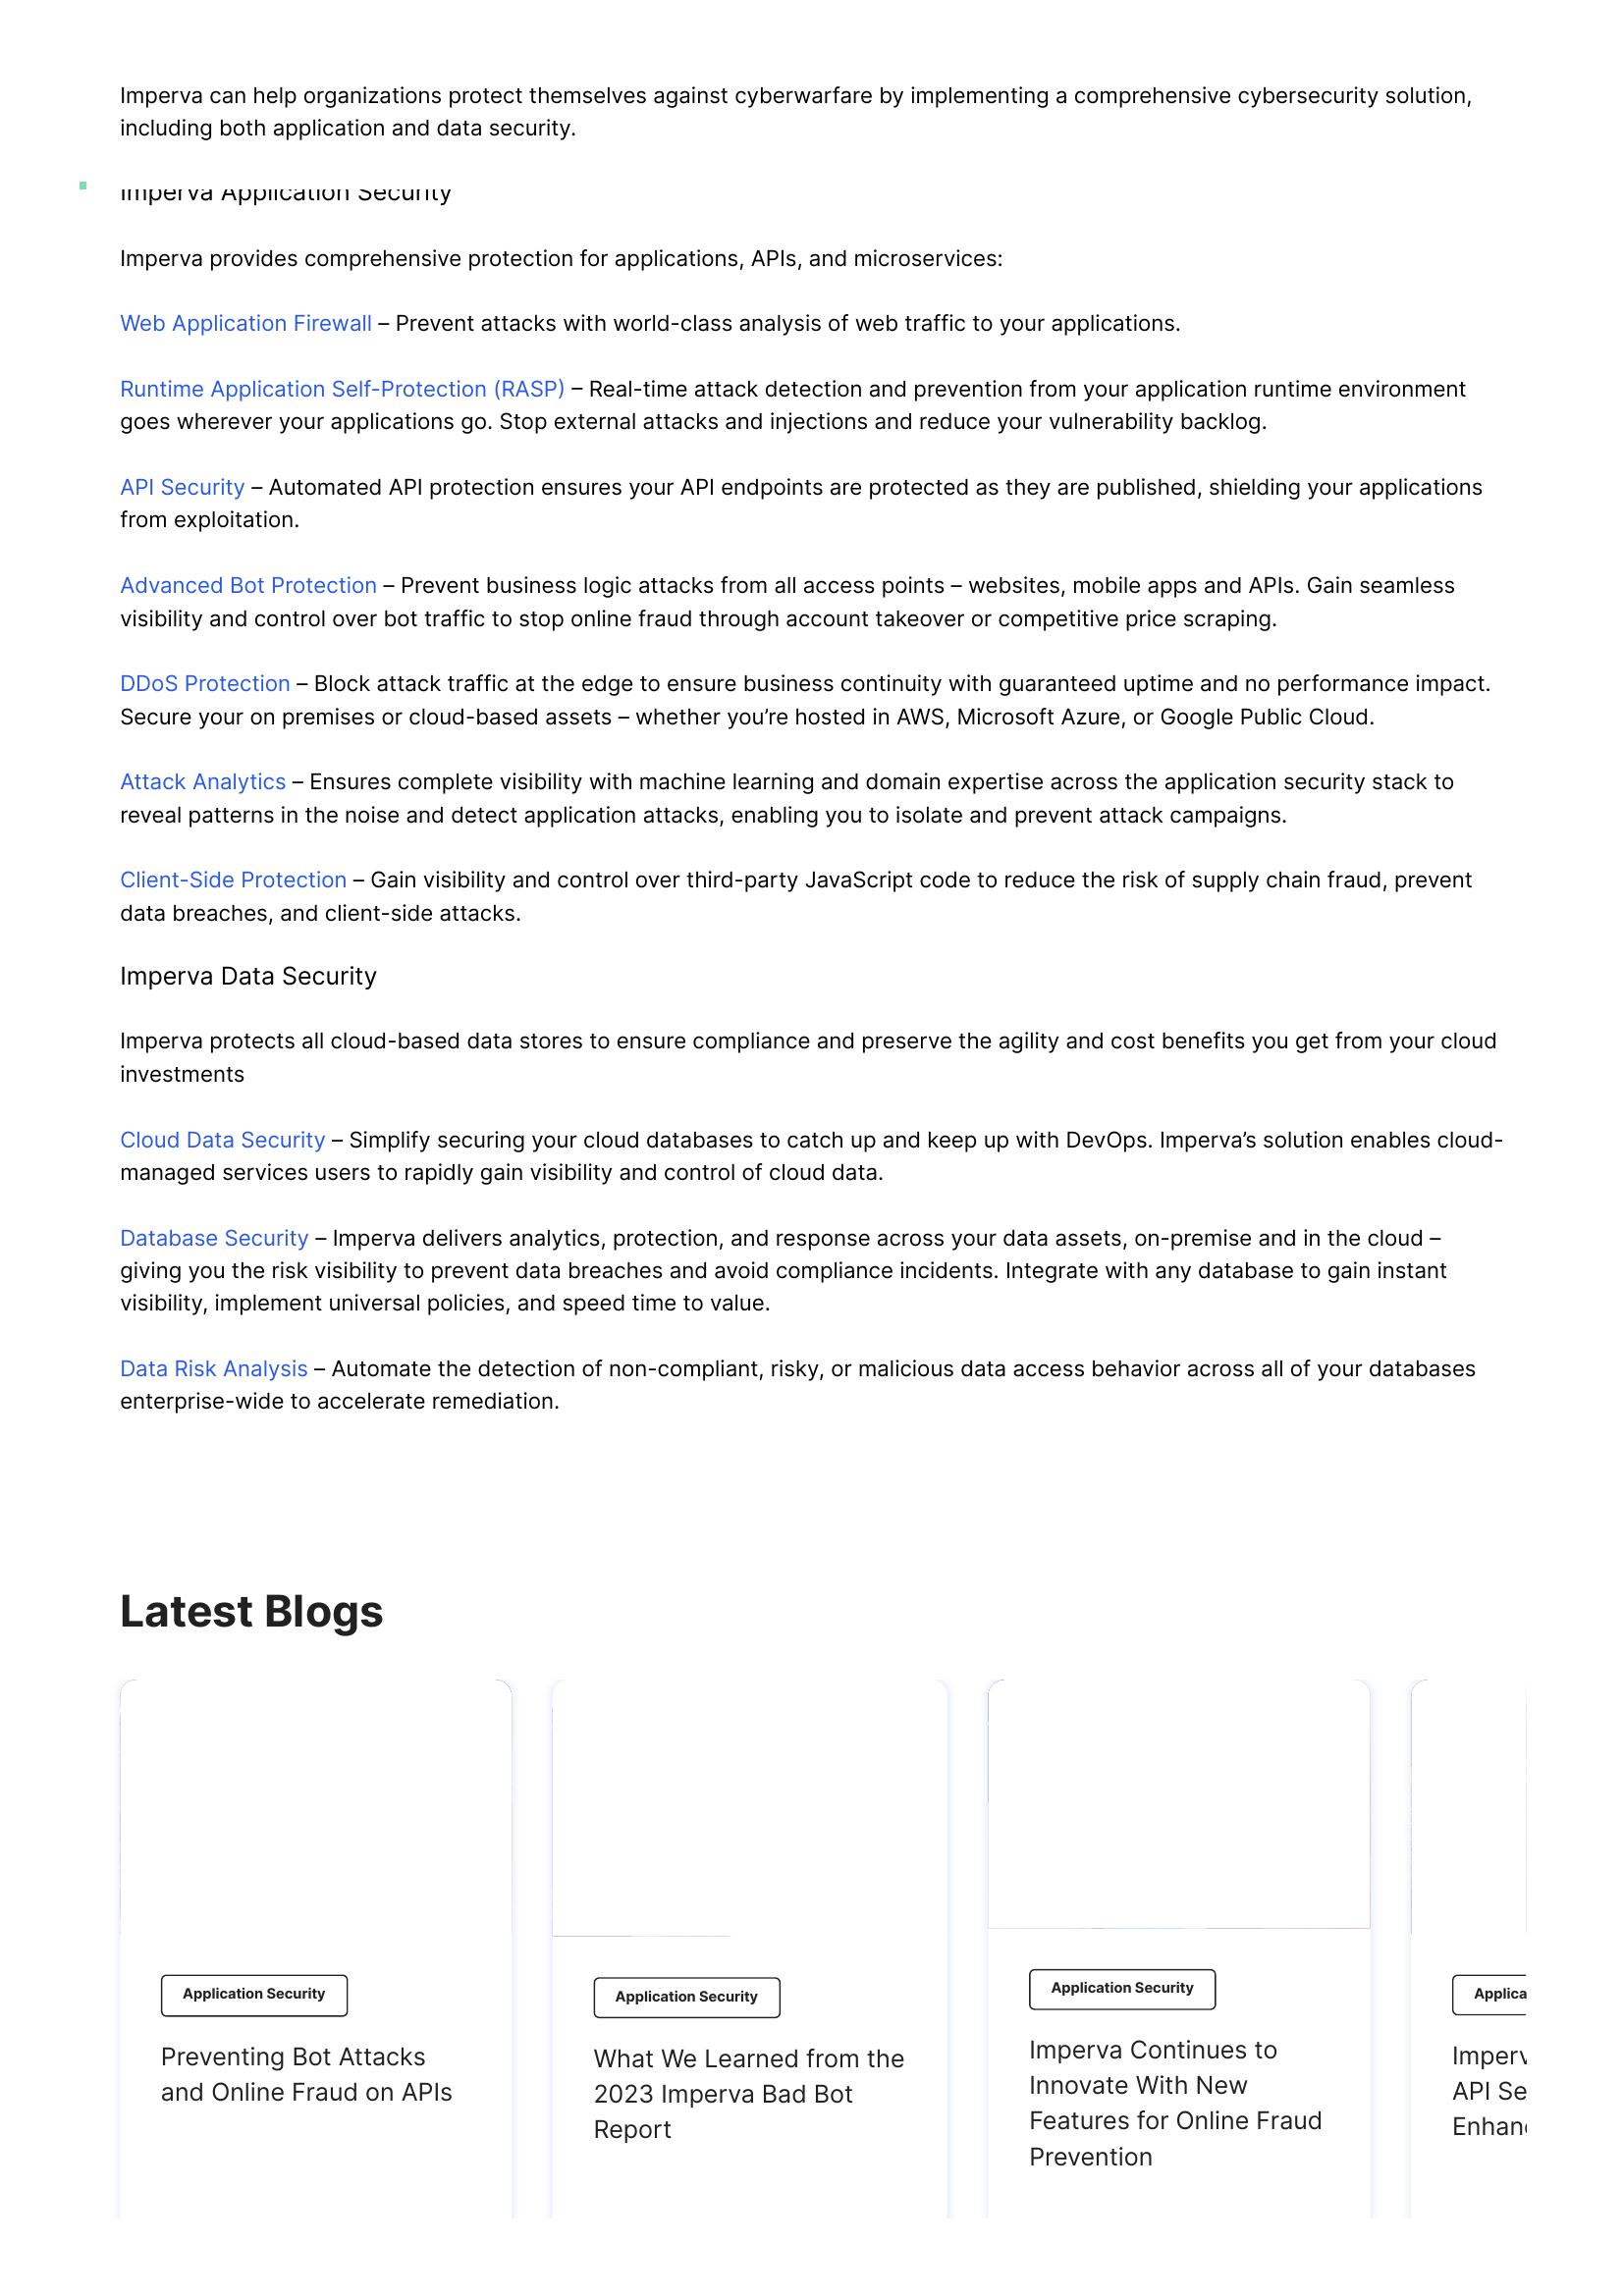 Imperva can help organizations protect themselves against cyberwarfare by implementing a comprehensive cybersecurity solution,
including both application and data security.
Imperva Application Security
Imperva provides comprehensive protection for applications, APIs, and microservices:
Web Application Firewall – Prevent attacks with world-class analysis of web traffic to your applications.
Runtime Application Self-Protection (RASP) – Real-time attack detection and prevention from your application runtime environment
goes wherever your applications go. Stop external attacks and injections and reduce your vulnerability backlog.
API Security – Automated API protection ensures your API endpoints are protected as they are published, shielding your applications
from exploitation.
Advanced Bot Protection – Prevent business logic attacks from all access points – websites, mobile apps and APIs. Gain seamless
visibility and control over bot traffic to stop online fraud through account takeover or competitive price scraping.
DDoS Protection – Block attack traffic at the edge to ensure business continuity with guaranteed uptime and no performance impact.
Secure your on premises or cloud-based assets – whether you’re hosted in AWS, Microsoft Azure, or Google Public Cloud.
Attack Analytics – Ensures complete visibility with machine learning and domain expertise across the application security stack to
reveal patterns in the noise and detect application attacks, enabling you to isolate and prevent attack campaigns.
Client-Side Protection – Gain visibility and control over third-party JavaScript code to reduce the risk of supply chain fraud, prevent
data breaches, and client-side attacks.
Imperva Data Security
Imperva protects all cloud-based data stores to ensure compliance and preserve the agility and cost benefits you get from your cloud
investments
Cloud Data Security – Simplify securing your cloud databases to catch up and keep up with DevOps. Imperva’s solution enables cloud-
managed services users to rapidly gain visibility and control of cloud data.
Database Security – Imperva delivers analytics, protection, and response across your data assets, on-premise and in the cloud –
giving you the risk visibility to prevent data breaches and avoid compliance incidents. Integrate with any database to gain instant
visibility, implement universal policies, and speed time to value.
Data Risk Analysis – Automate the detection of non-compliant, risky, or malicious data access behavior across all of your databases
enterprise-wide to accelerate remediation.
Latest Blogs
Application Security
Preventing Bot Attacks
and Online Fraud on APIs
Application Security
What We Learned from the
2023 Imperva Bad Bot
Report
Application Security
Imperva Continues to
Innovate With New
Features for Online Fraud
Prevention
Applica
Imperv
API Se
Enhan